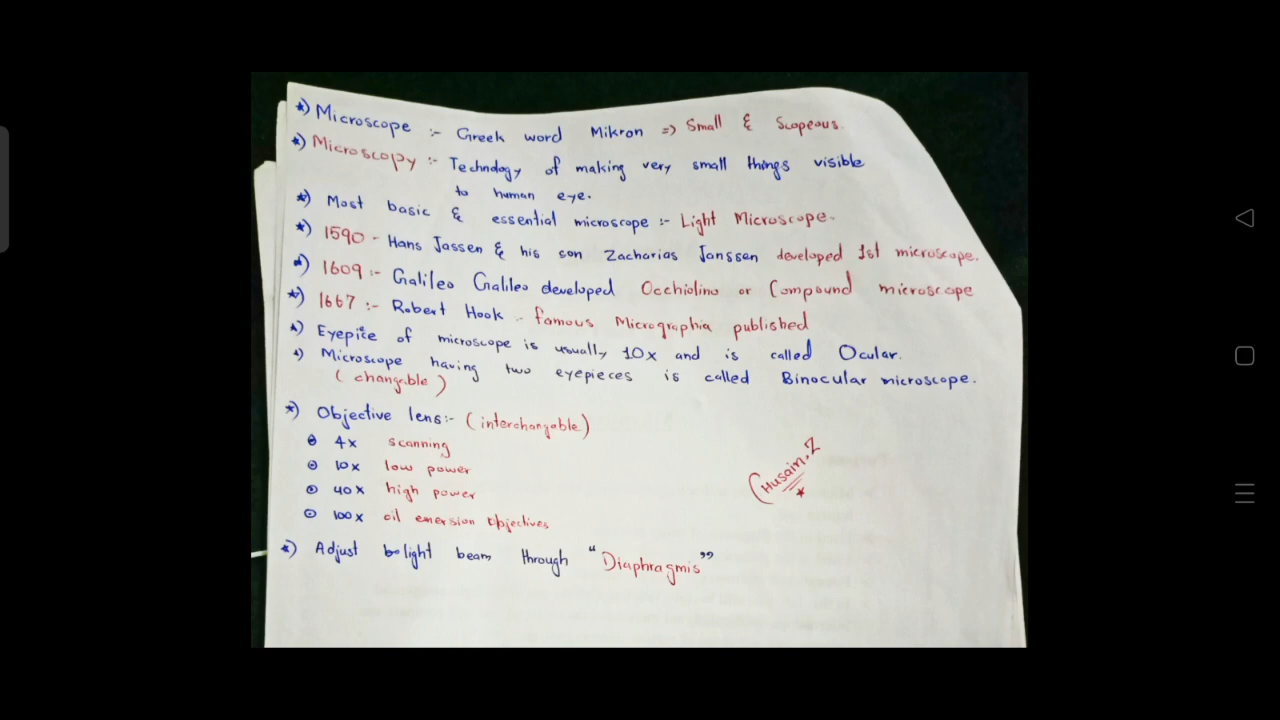 *) Microscope :- Greek word Mikron => Small & Scopeous.
*) Microscopy :- Technology of making very small things visible
to human eye.
*) Most basic & essential microscope :- Light Microscope.
*) 1590 - Hans Jassen & his son Zacharias Janssen developed 1st microscope.
*) 1609 :- Galileo Galileo developed Occhiolino or Compound microscope
*) 1667 :- Robert Hook - famous Micrographia published
*) Eyepice of microscope is usually 10x and is called Ocular.
*) Microscope having two eyepieces is called Binocular microscope.
(changable)
*) Objective lens:- (interchangable)
⊙ 4x scanning
⊙ 10x low power
⊙ 40x high power
⊙ 100x oil emersion objectives
*) Adjust light beam through "Diaphragmis"
(Husain.Z